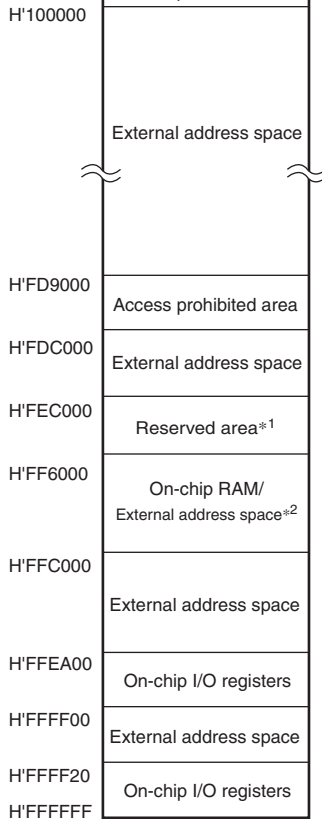 H'100000
External address space
H'FD9000
Access prohibited area
H'FDC000
External address space
H'FEC000
Reserved area*1
H'FF6000
On-chip RAM/
External address space*2
H'FFC000
External address space
H'FFEA00
On-chip I/O registers
H'FFFF00
External address space
H'FFFF20
On-chip I/O registers
H'FFFFFF